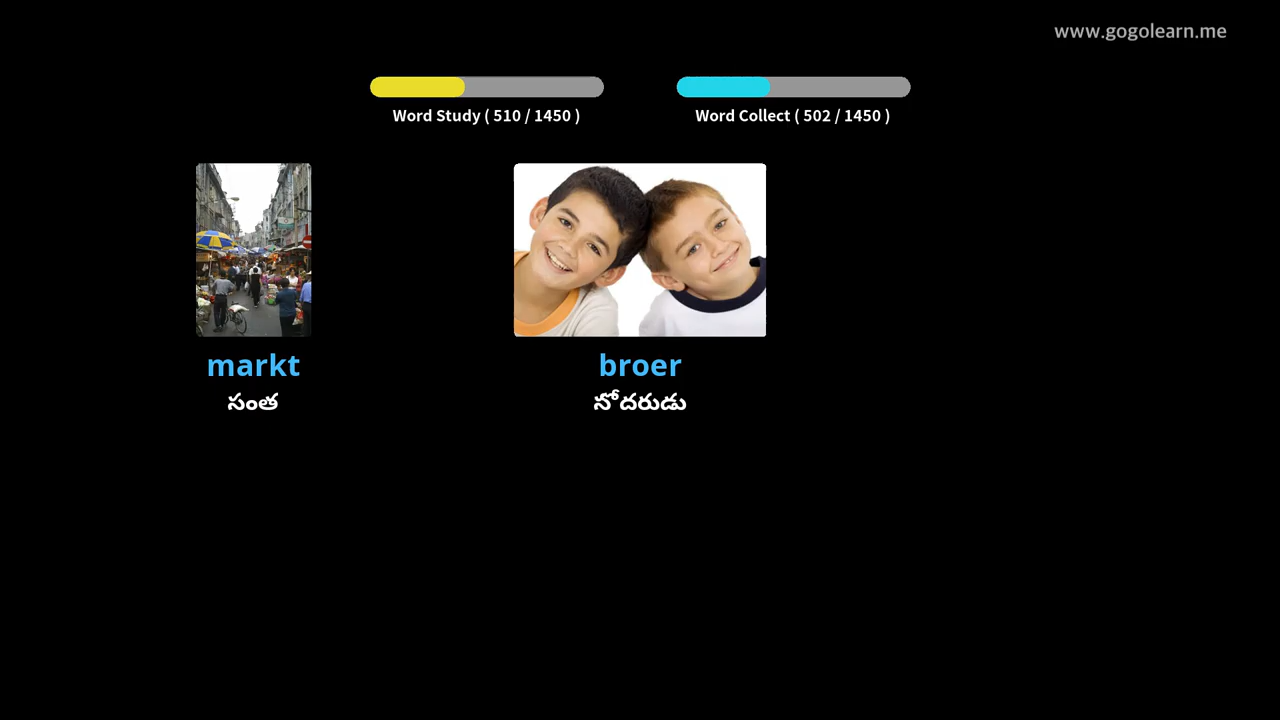 www.gogolearn.me
Word Study ( 510 / 1450 )
Word Collect ( 502 / 1450 )
markt
సంత
broer
సోదరుడు